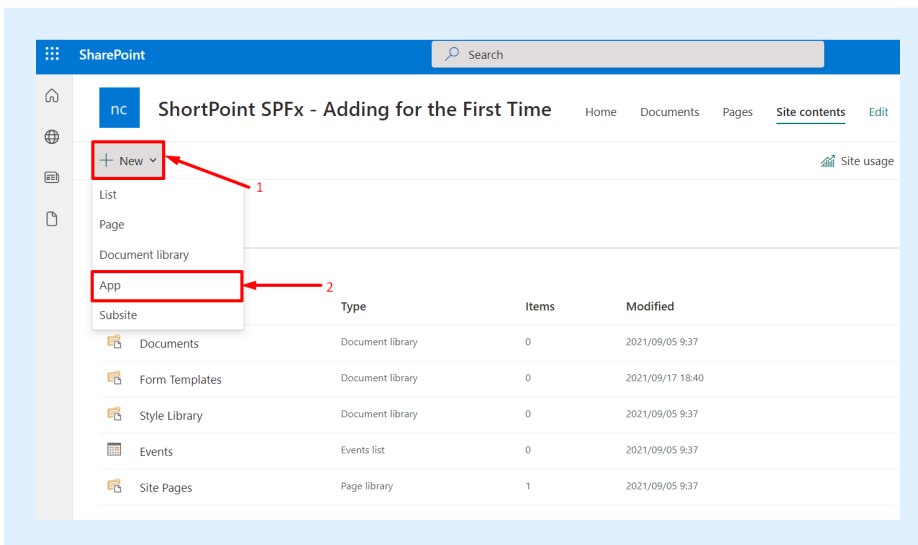 SharePoint
Search
nc
ShortPoint SPFx - Adding for the First Time
Home Documents Pages Site contents Edit
New
Site usage
1
List
Page
Document library
App
2
Subsite
Type Items Modified
Documents Document library 0 2021/09/05 9:37
Form Templates Document library 0 2021/09/17 18:40
Style Library Document library 0 2021/09/05 9:37
Events Events list 0 2021/09/05 9:37
Site Pages Page library 1 2021/09/05 9:37